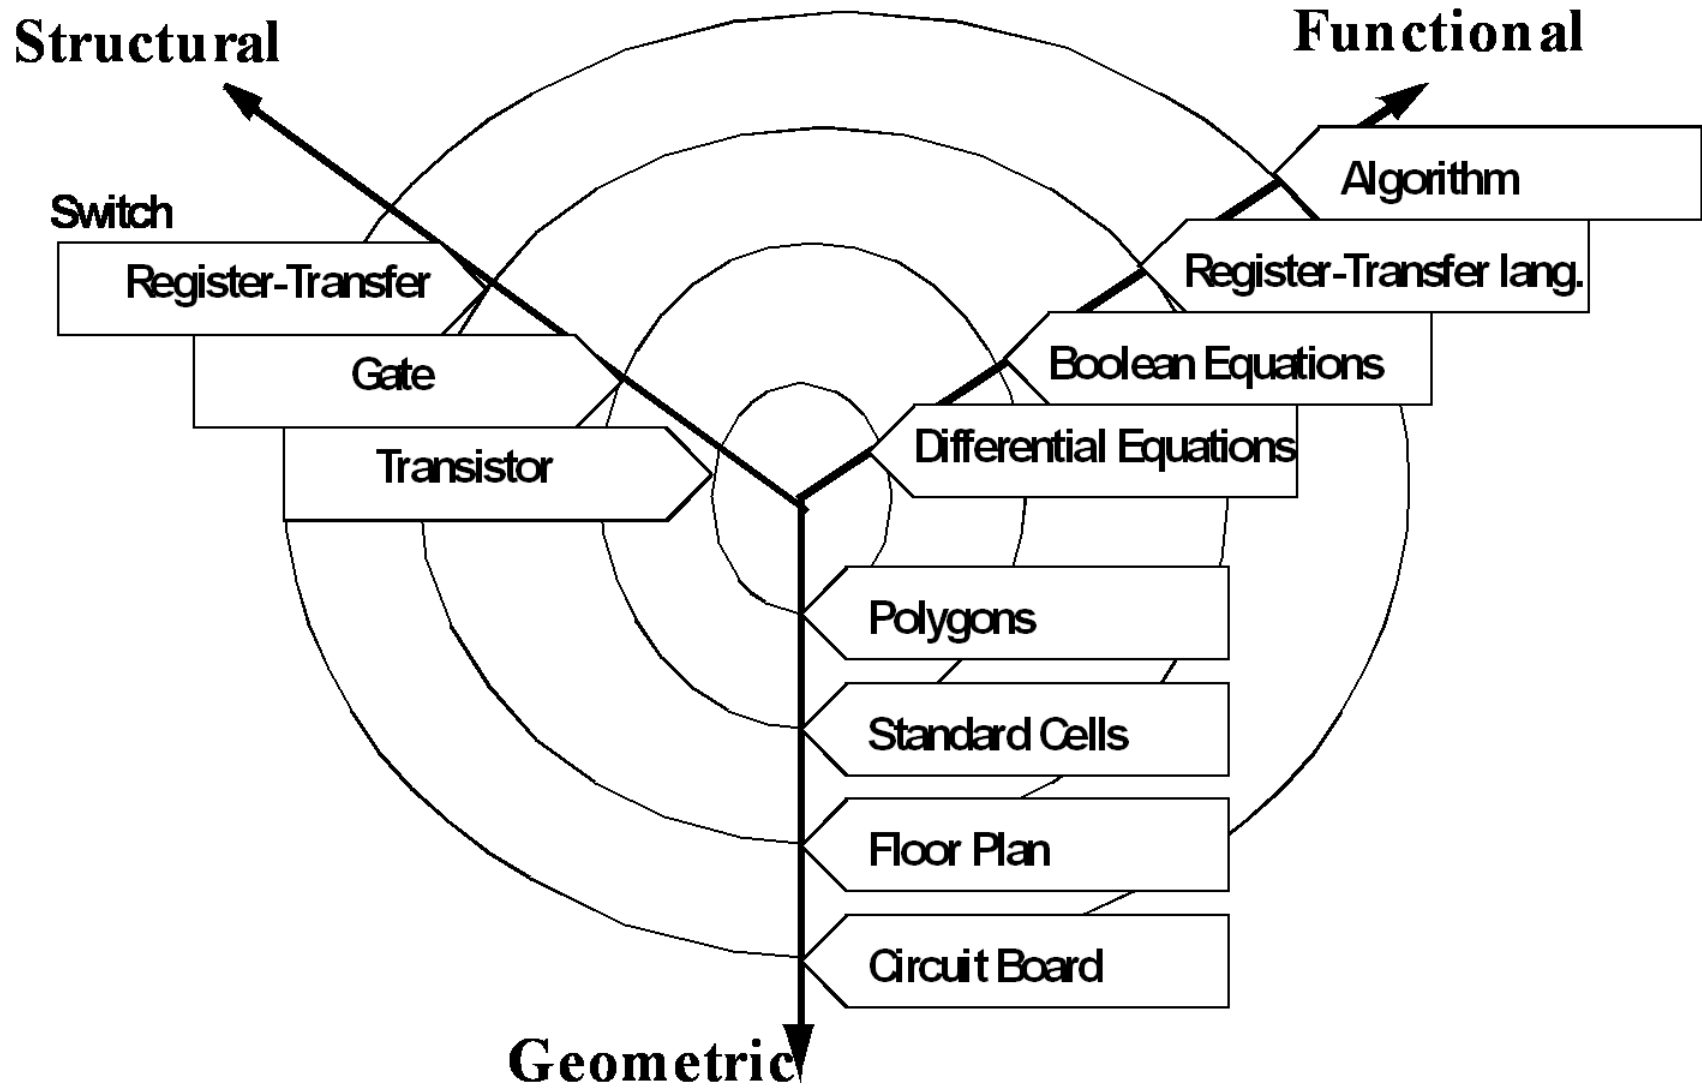 Structural
Functional
Algorithm
Switch
Register-Transfer
Register-Transfer lang.
Gate
Boolean Equations
Transistor
Differential Equations
Polygons
Standard Cells
Floor Plan
Circuit Board
Geometric